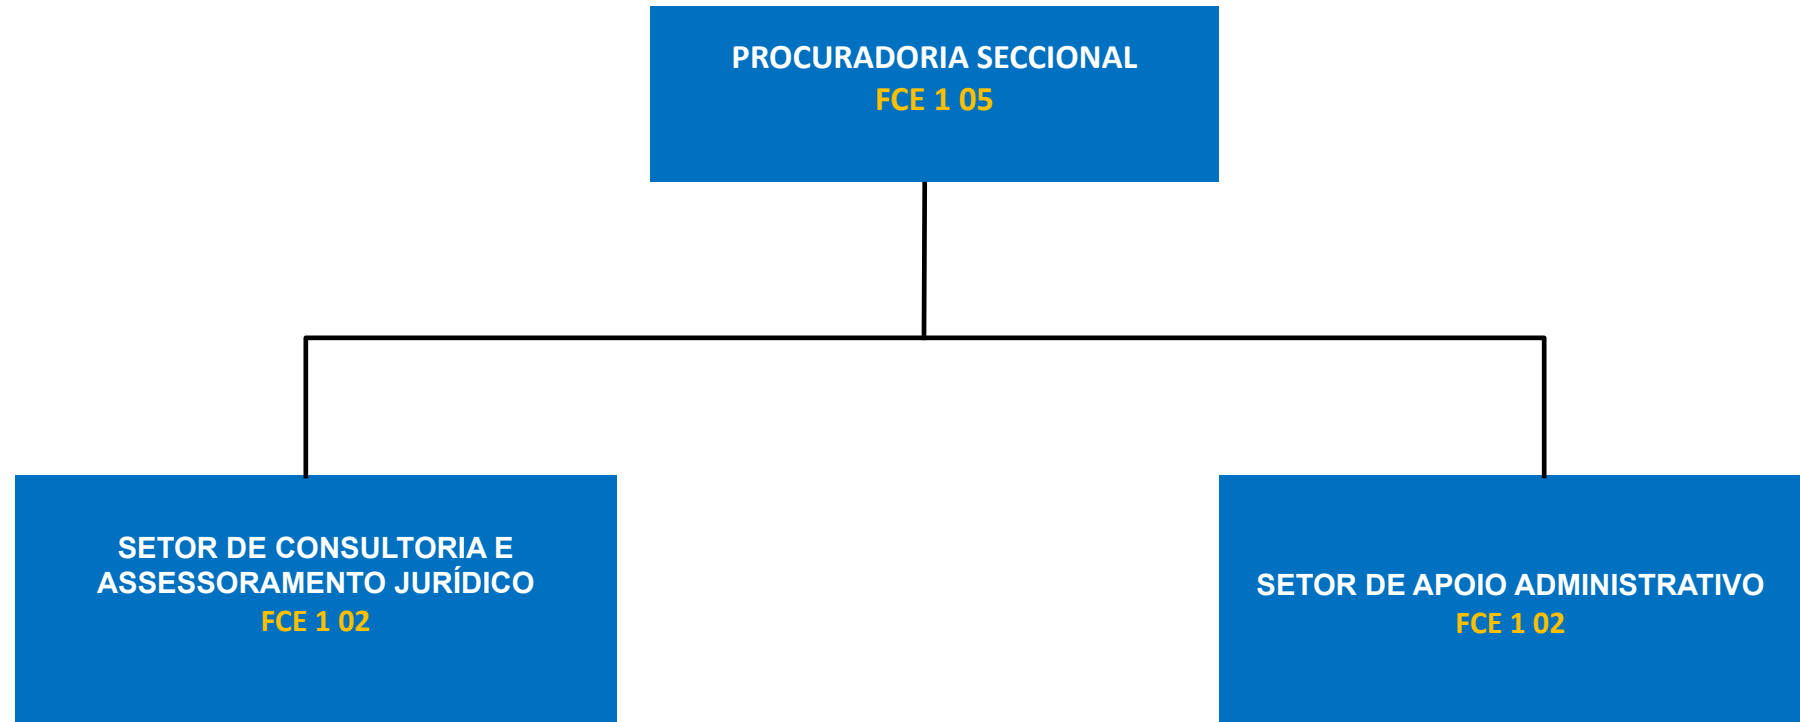 PROCURADORIA SECCIONAL
FCE 1 05
SETOR DE CONSULTORIA E
ASSESSORAMENTO JURÍDICO
FCE 1 02
SETOR DE APOIO ADMINISTRATIVO
FCE 1 02